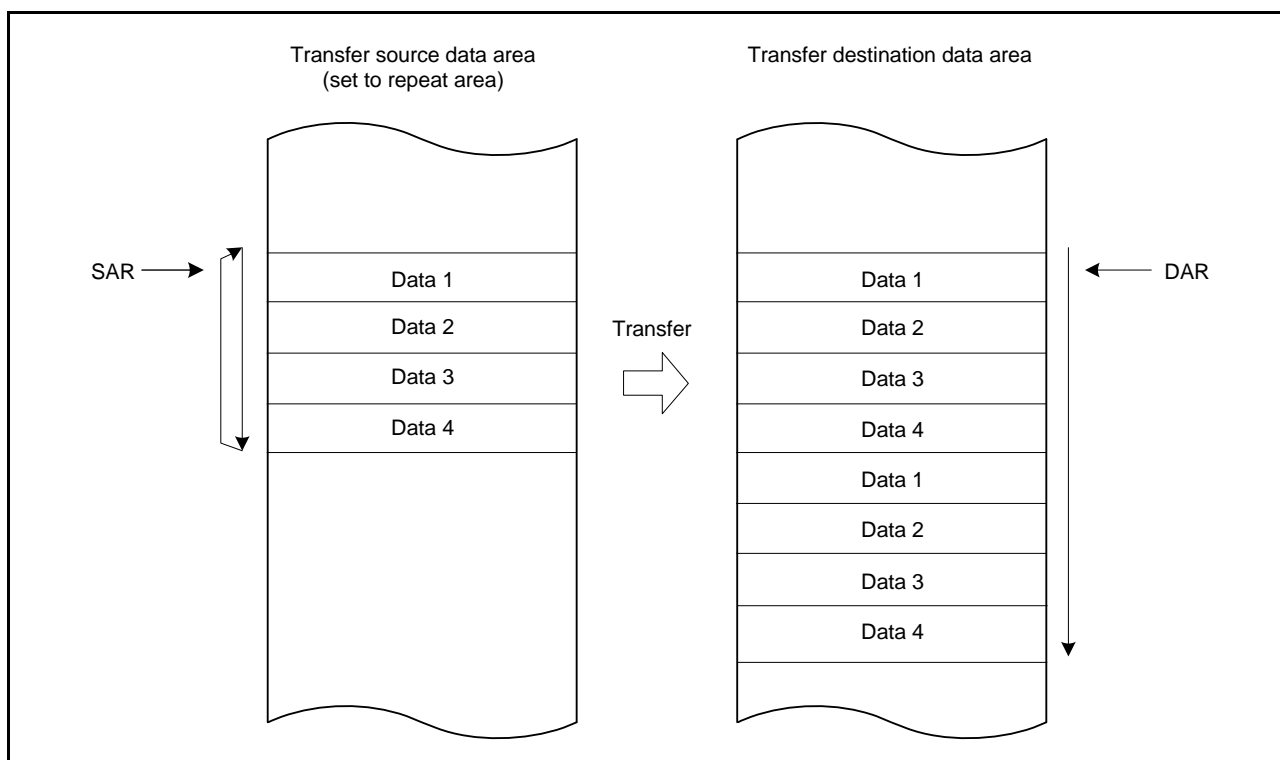 Transfer source data area
(set to repeat area)
Transfer destination data area
SAR
Data 1
Data 2
Data 3
Data 4
Transfer
Data 1
Data 2
Data 3
Data 4
Data 1
Data 2
Data 3
Data 4
DAR